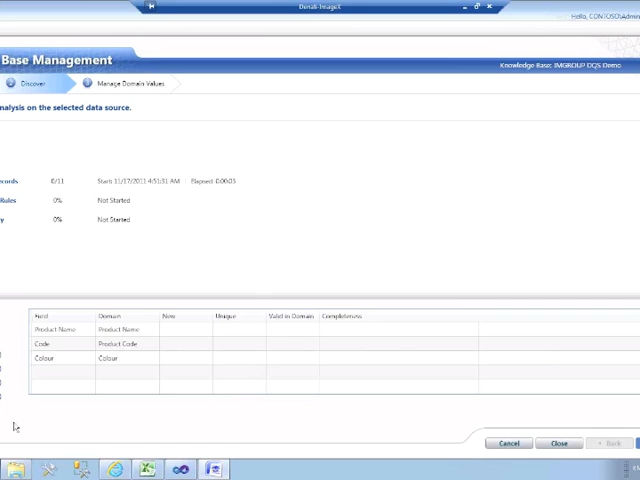 Denali-ImageX
Hello, CONTOSO\Admin
Base Management
Knowledge Base: IMGROUP DQS Demo
Discover
Manage Domain Values
nalysis on the selected data source.
ecords 0/11 Start: 11/17/2011 4:51:31 AM Elapsed: 0:00:03
Rules 0% Not Started
y 0% Not Started
Field Domain New Unique Valid in Domain Completeness
Product Name Product Name
Code Product Code
Colour Colour
Cancel Close < Back